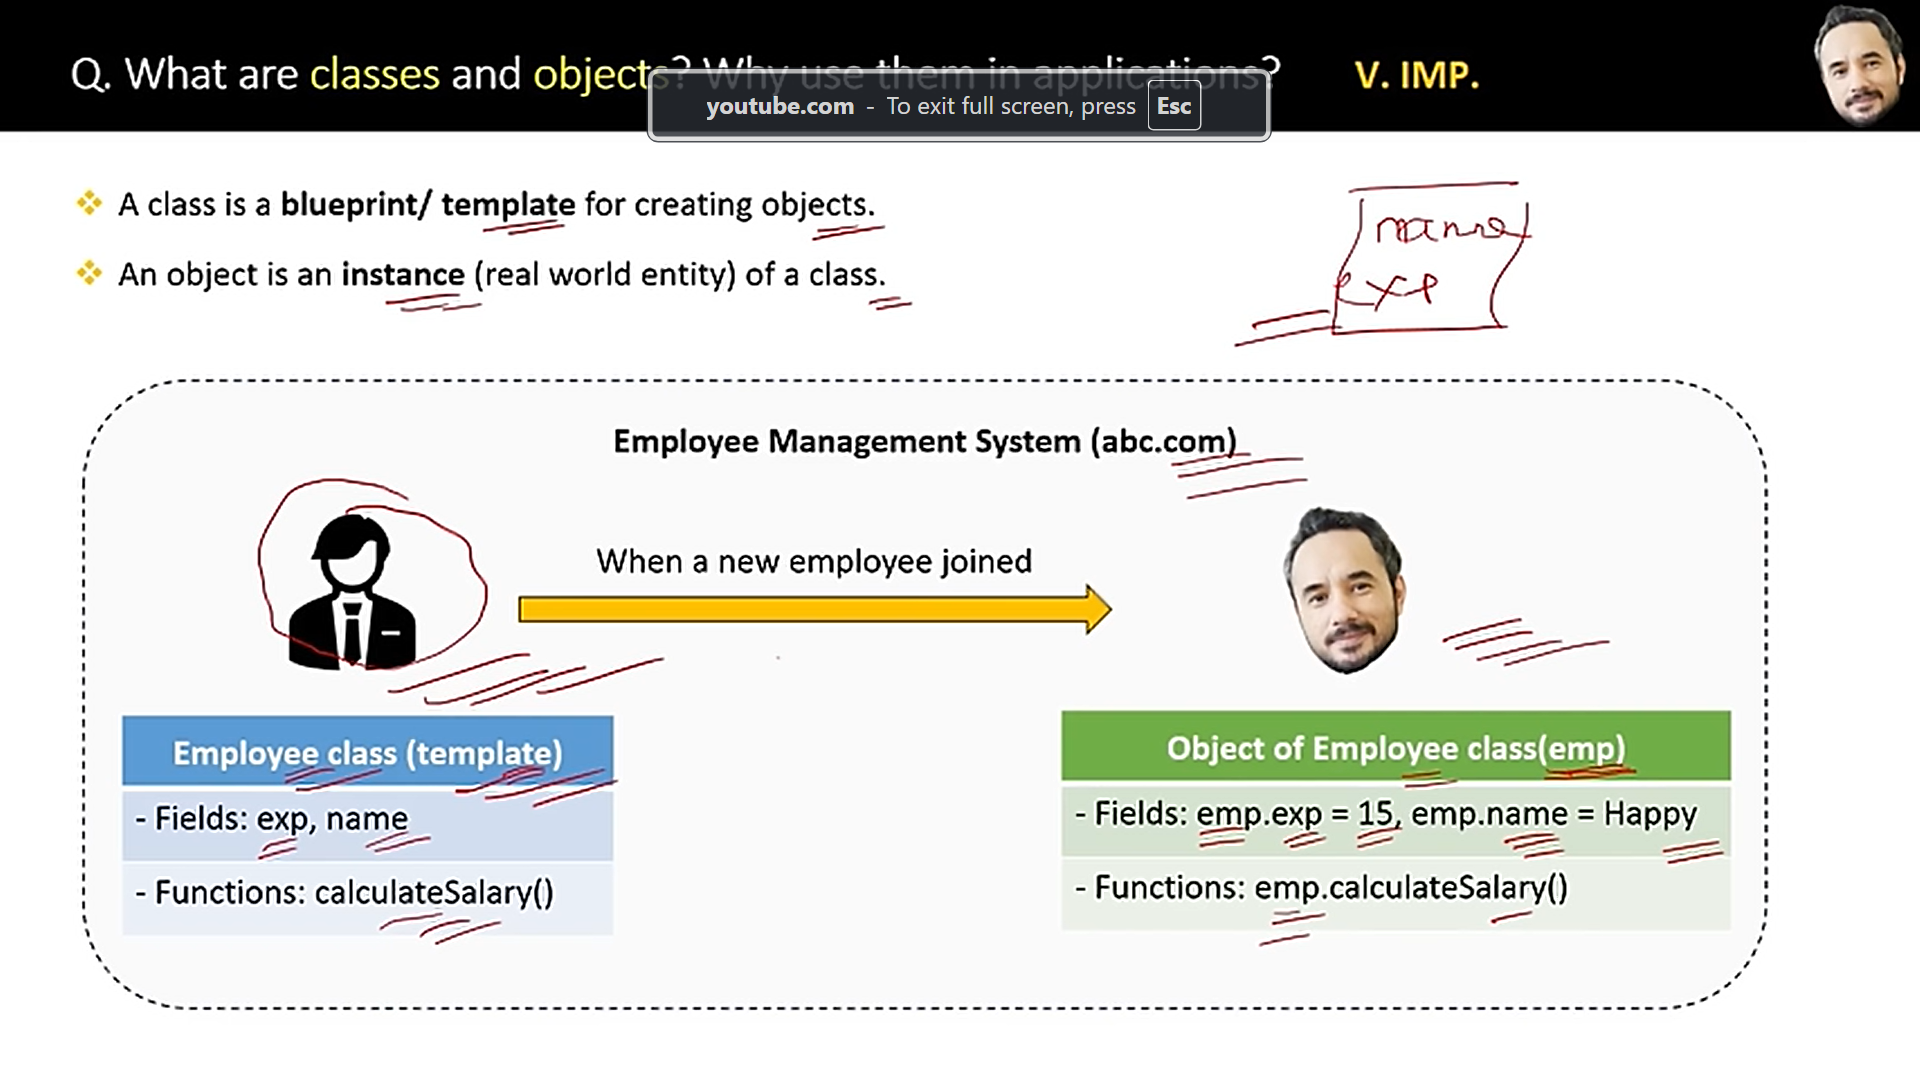 Q. What are classes and objects? Why use them in applications?
V. IMP.
youtube.com - To exit full screen, press Esc
A class is a blueprint/ template for creating objects.
An object is an instance (real world entity) of a class.
name
exp
Employee Management System (abc.com)
When a new employee joined
Employee class (template)
- Fields: exp, name
- Functions: calculateSalary()
Object of Employee class(emp)
- Fields: emp.exp = 15, emp.name = Happy
- Functions: emp.calculateSalary()